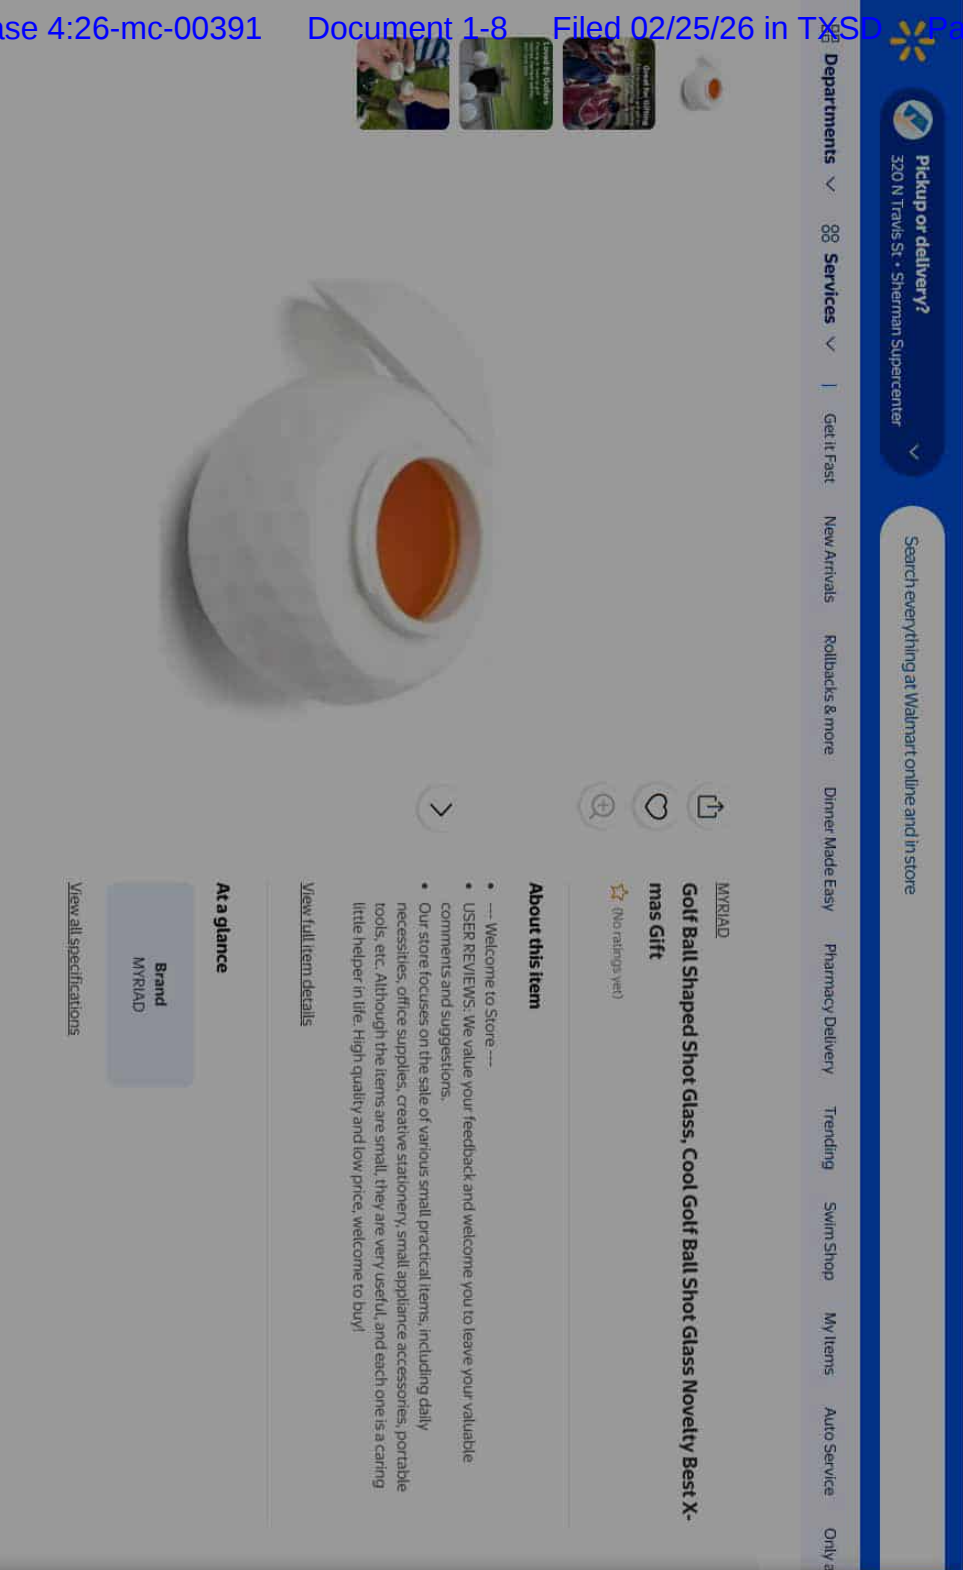 ase 4:26-mc-00391 Document 1-8 Filed 02/25/26 in TXSD Pa
Pickup or delivery?
320 N Travis St • Sherman Supercenter
Search everything at Walmart online and in store
Departments Services | Get it Fast New Arrivals Rollbacks & more Dinner Made Easy Pharmacy Delivery Trending Swim Shop My Items Auto Service Only
Great for Gifting
Loved By Golfers
MYRIAD
Golf Ball Shaped Shot Glass, Cool Golf Ball Shot Glass Novelty Best X-
mas Gift
(No ratings yet)
About this item
• --- Welcome to Store ---
• USER REVIEWS: We value your feedback and welcome you to leave your valuable
comments and suggestions.
• Our store focuses on the sale of various small practical items, including daily
necessities, office supplies, creative stationery, small appliance accessories, portable
tools, etc. Although the items are small, they are very useful, and each one is a caring
little helper in life. High quality and low price, welcome to buy!
View full item details
At a glance
Brand
MYRIAD
View all specifications